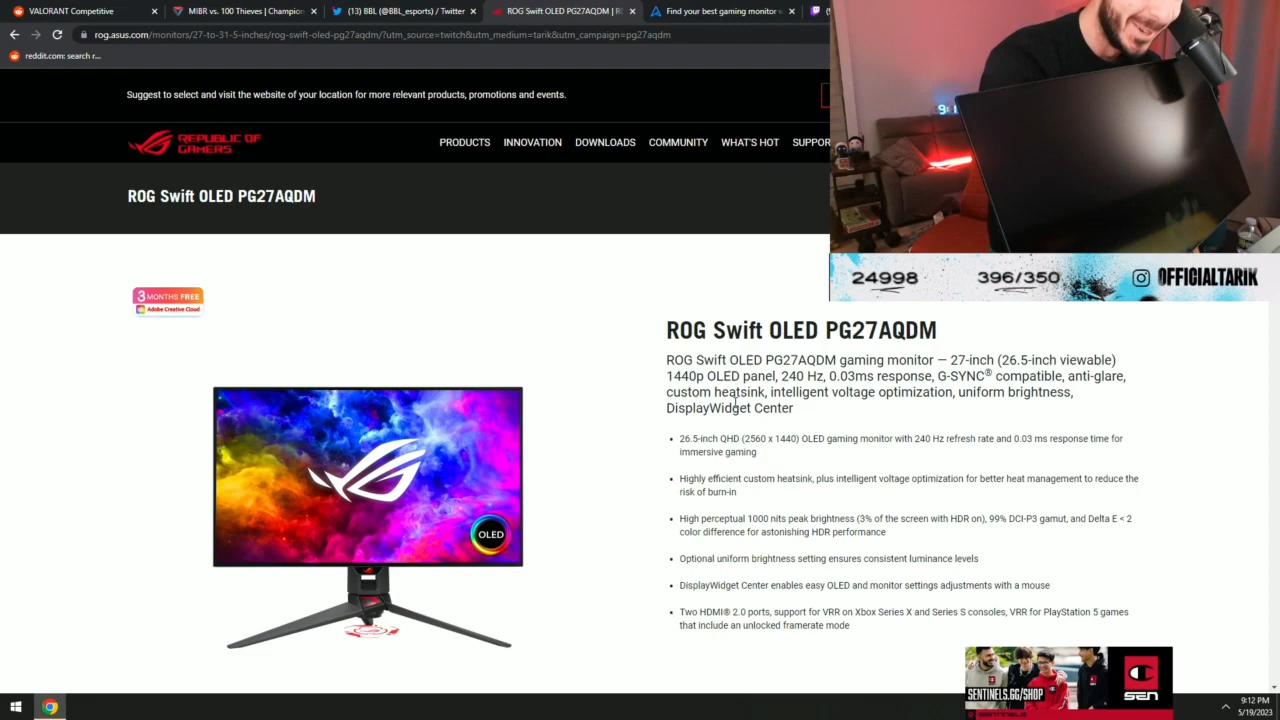 VALORANT Competitive
MIBR vs. 100 Thieves | Champion
(13) BBL (@BBL_esports) / Twitter
ROG Swift OLED PG27AQDM | RO
Find your best gaming monitor
rog.asus.com/monitors/27-to-31-5-inches/rog-swift-oled-pg27aqdm/?utm_source=twitch&utm_medium=tarik&utm_campaign=pg27aqdm
reddit.com: search r...
Suggest to select and visit the website of your location for more relevant products, promotions and events.
REPUBLIC OF
GAMERS
PRODUCTS INNOVATION DOWNLOADS COMMUNITY WHAT'S HOT SUPPOR
ROG Swift OLED PG27AQDM
24998 396/350 OFFICIALTARIK
3 MONTHS FREE
Adobe Creative Cloud
OLED
ROG Swift OLED PG27AQDM
ROG Swift OLED PG27AQDM gaming monitor — 27-inch (26.5-inch viewable)
1440p OLED panel, 240 Hz, 0.03ms response, G-SYNC® compatible, anti-glare,
custom heatsink, intelligent voltage optimization, uniform brightness,
DisplayWidget Center
• 26.5-inch QHD (2560 x 1440) OLED gaming monitor with 240 Hz refresh rate and 0.03 ms response time for
immersive gaming
• Highly efficient custom heatsink, plus intelligent voltage optimization for better heat management to reduce the
risk of burn-in
• High perceptual 1000 nits peak brightness (3% of the screen with HDR on), 99% DCI-P3 gamut, and Delta E < 2
color difference for astonishing HDR performance
• Optional uniform brightness setting ensures consistent luminance levels
• DisplayWidget Center enables easy OLED and monitor settings adjustments with a mouse
• Two HDMI® 2.0 ports, support for VRR on Xbox Series X and Series S consoles, VRR for PlayStation 5 games
that include an unlocked framerate mode
SENTINELS.GG/SHOP
SEN
SENTINELS
9:12 PM
5/19/2023